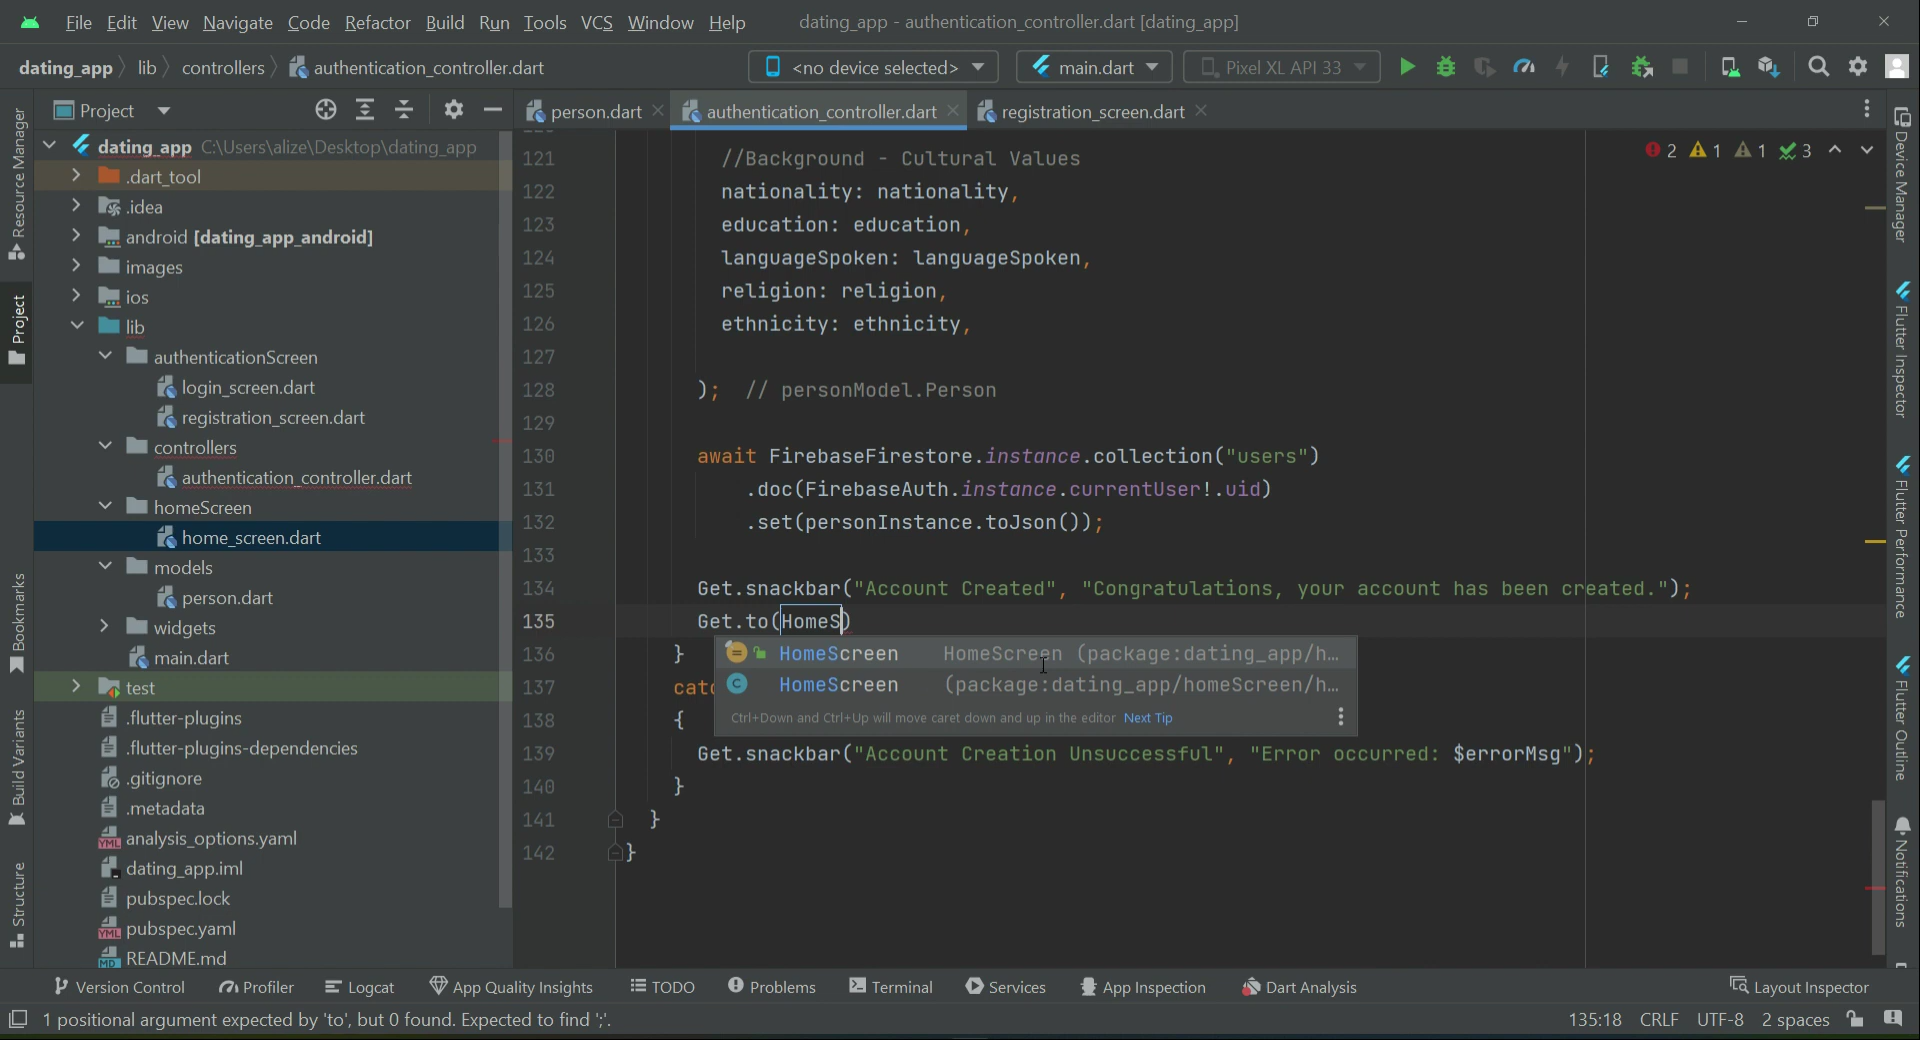 File Edit View Navigate Code Refactor Build Run Tools VCS Window Help dating_app - authentication_controller.dart [dating_app]
dating_app lib controllers authentication_controller.dart <no device selected> main.dart Pixel XL API 33
Resource Manager
Project
Bookmarks
Build Variants
Structure
Project
dating_app C:\Users\alize\Desktop\dating_app
.dart_tool
.idea
android [dating_app_android]
images
ios
lib
authenticationScreen
login_screen.dart
registration_screen.dart
controllers
authentication_controller.dart
homeScreen
home_screen.dart
models
person.dart
widgets
main.dart
test
.flutter-plugins
.flutter-plugins-dependencies
.gitignore
.metadata
analysis_options.yaml
dating_app.iml
pubspec.lock
pubspec.yaml
README.md
person.dart authentication_controller.dart registration_screen.dart
2 1 1 3
121 //Background - Cultural Values
122 nationality: nationality,
123 education: education,
124 languageSpoken: languageSpoken,
125 religion: religion,
126 ethnicity: ethnicity,
127
128 ); // personModel.Person
129
130 await FirebaseFirestore.instance.collection("users")
131 .doc(FirebaseAuth.instance.currentUser!.uid)
132 .set(personInstance.toJson());
133
134 Get.snackbar("Account Created", "Congratulations, your account has been created.");
135 Get.to(HomeS)
136 }
HomeScreen HomeScreen (package:dating_app/h...
137 catc
HomeScreen (package:dating_app/homeScreen/h...
138 {
Ctrl+Down and Ctrl+Up will move caret down and up in the editor Next Tip
139 Get.snackbar("Account Creation Unsuccessful", "Error occurred: $errorMsg");
140 }
141 }
142 }
Device Manager
Flutter Inspector
Flutter Performance
Flutter Outline
Notifications
Version Control Profiler Logcat App Quality Insights TODO Problems Terminal Services App Inspection Dart Analysis Layout Inspector
1 positional argument expected by 'to', but 0 found. Expected to find ';'. 135:18 CRLF UTF-8 2 spaces